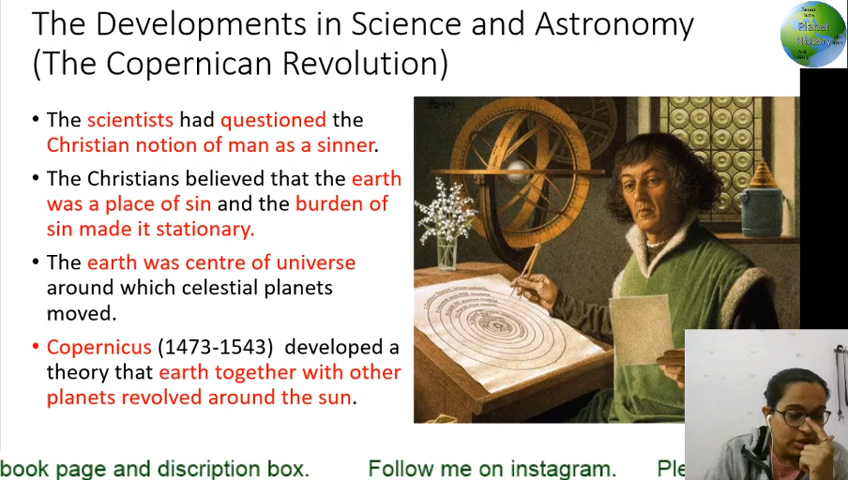 The Developments in Science and Astronomy
(The Copernican Revolution)
• The scientists had questioned the
Christian notion of man as a sinner.
• The Christians believed that the earth
was a place of sin and the burden of
sin made it stationary.
• The earth was centre of universe
around which celestial planets
moved.
• Copernicus (1473-1543) developed a
theory that earth together with other
planets revolved around the sun.
Planet
History
book page and discription box. Follow me on instagram.